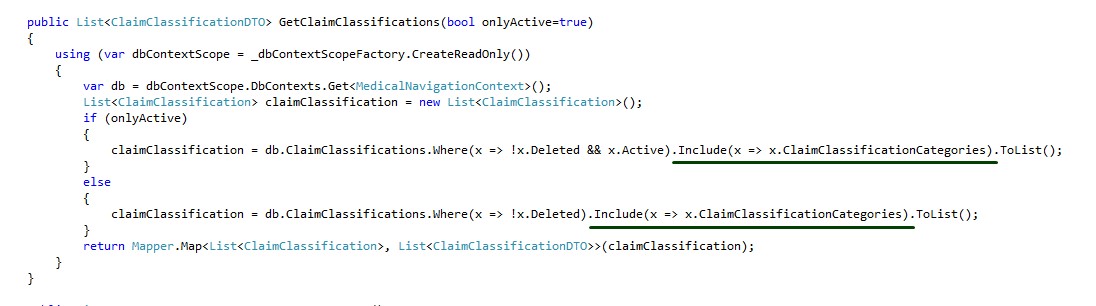 public List<ClaimClassificationDTO> GetClaimClassifications(bool onlyActive=true)
{
using (var dbContextScope = _dbContextScopeFactory.CreateReadOnly())
{
var db = dbContextScope.DbContexts.Get<MedicalNavigationContext>();
List<ClaimClassification> claimClassification = new List<ClaimClassification>();
if (onlyActive)
{
claimClassification = db.ClaimClassifications.Where(x => !x.Deleted && x.Active).Include(x => x.ClaimClassificationCategories).ToList();
}
else
{
claimClassification = db.ClaimClassifications.Where(x => !x.Deleted).Include(x => x.ClaimClassificationCategories).ToList();
}
return Mapper.Map<List<ClaimClassification>, List<ClaimClassificationDTO>>(claimClassification);
}
}